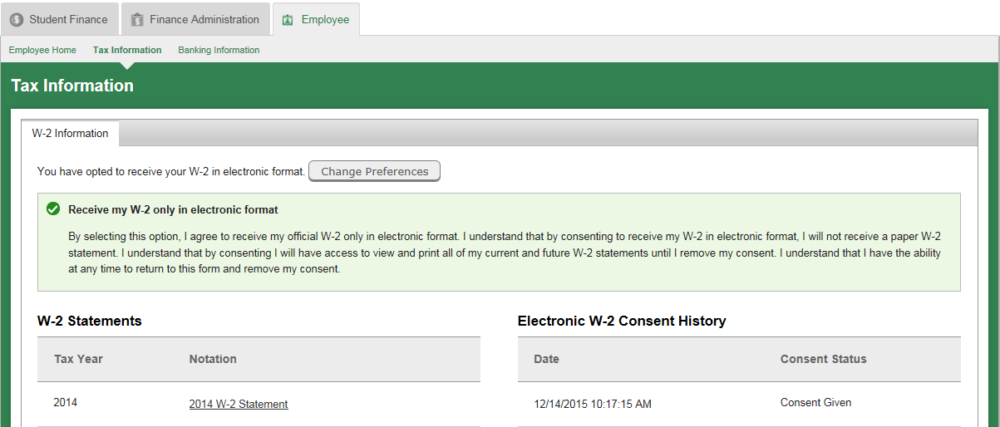 Student Finance
Finance Administration
Employee
Employee Home
Tax Information
Banking Information
Tax Information
W-2 Information
You have opted to receive your W-2 in electronic format.
Change Preferences
Receive my W-2 only in electronic format
By selecting this option, I agree to receive my official W-2 only in electronic format. I understand that by consenting to receive my W-2 in electronic format, I will not receive a paper W-2
statement. I understand that by consenting I will have access to view and print all of my current and future W-2 statements until I remove my consent. I understand that I have the ability
at any time to return to this form and remove my consent.
W-2 Statements
Tax Year
Notation
2014
2014 W-2 Statement
Electronic W-2 Consent History
Date
Consent Status
12/14/2015 10:17:15 AM
Consent Given